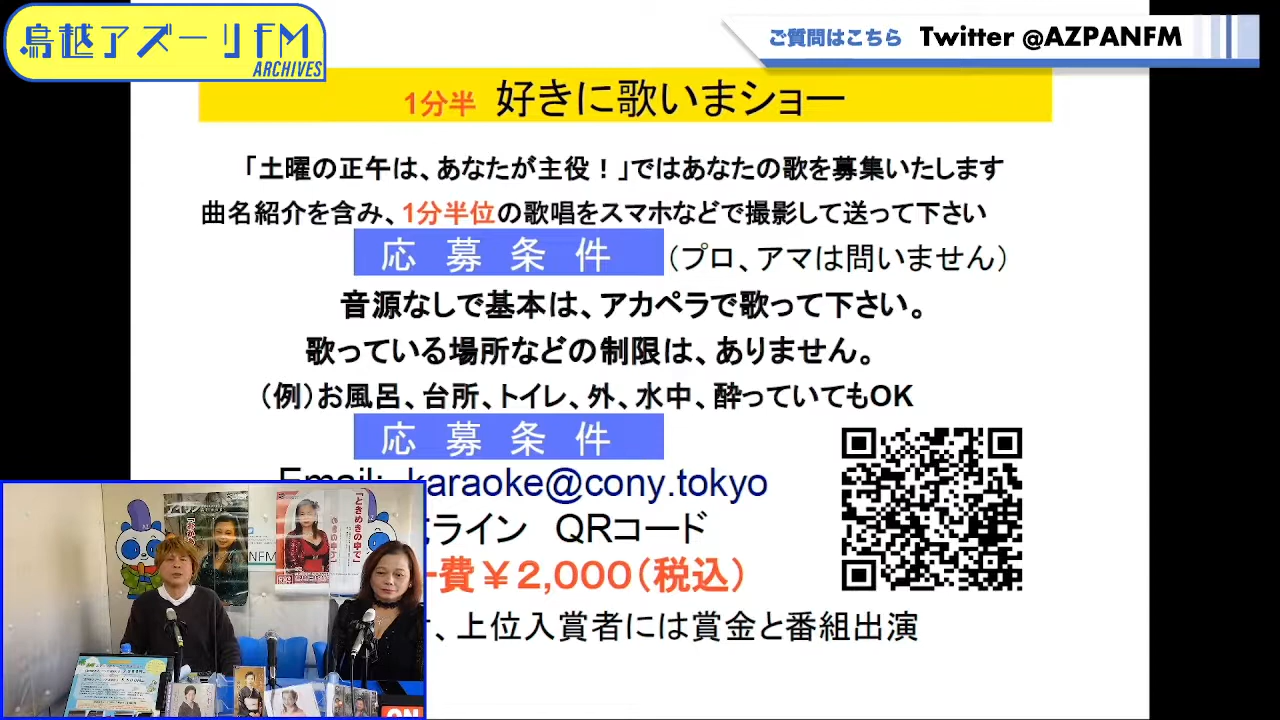 鳥越アズーリFM
ARCHIVES
ご質問はこちら Twitter @AZPANFM
1分半 好きに歌いまショー
「土曜の正午は、あなたが主役！」ではあなたの歌を募集いたします
曲名紹介を含み、1分半位の歌唱をスマホなどで撮影して送って下さい
応募条件（プロ、アマは問いません）
音源なしで基本は、アカペラで歌って下さい。
歌っている場所などの制限は、ありません。
（例）お風呂、台所、トイレ、外、水中、酔っていてもOK
応募条件
Email: karaoke@cony.tokyo
ライン QRコード
ー費￥2,000（税込）
、上位入賞者には賞金と番組出演
「ときめきの中で」
NFM
ON